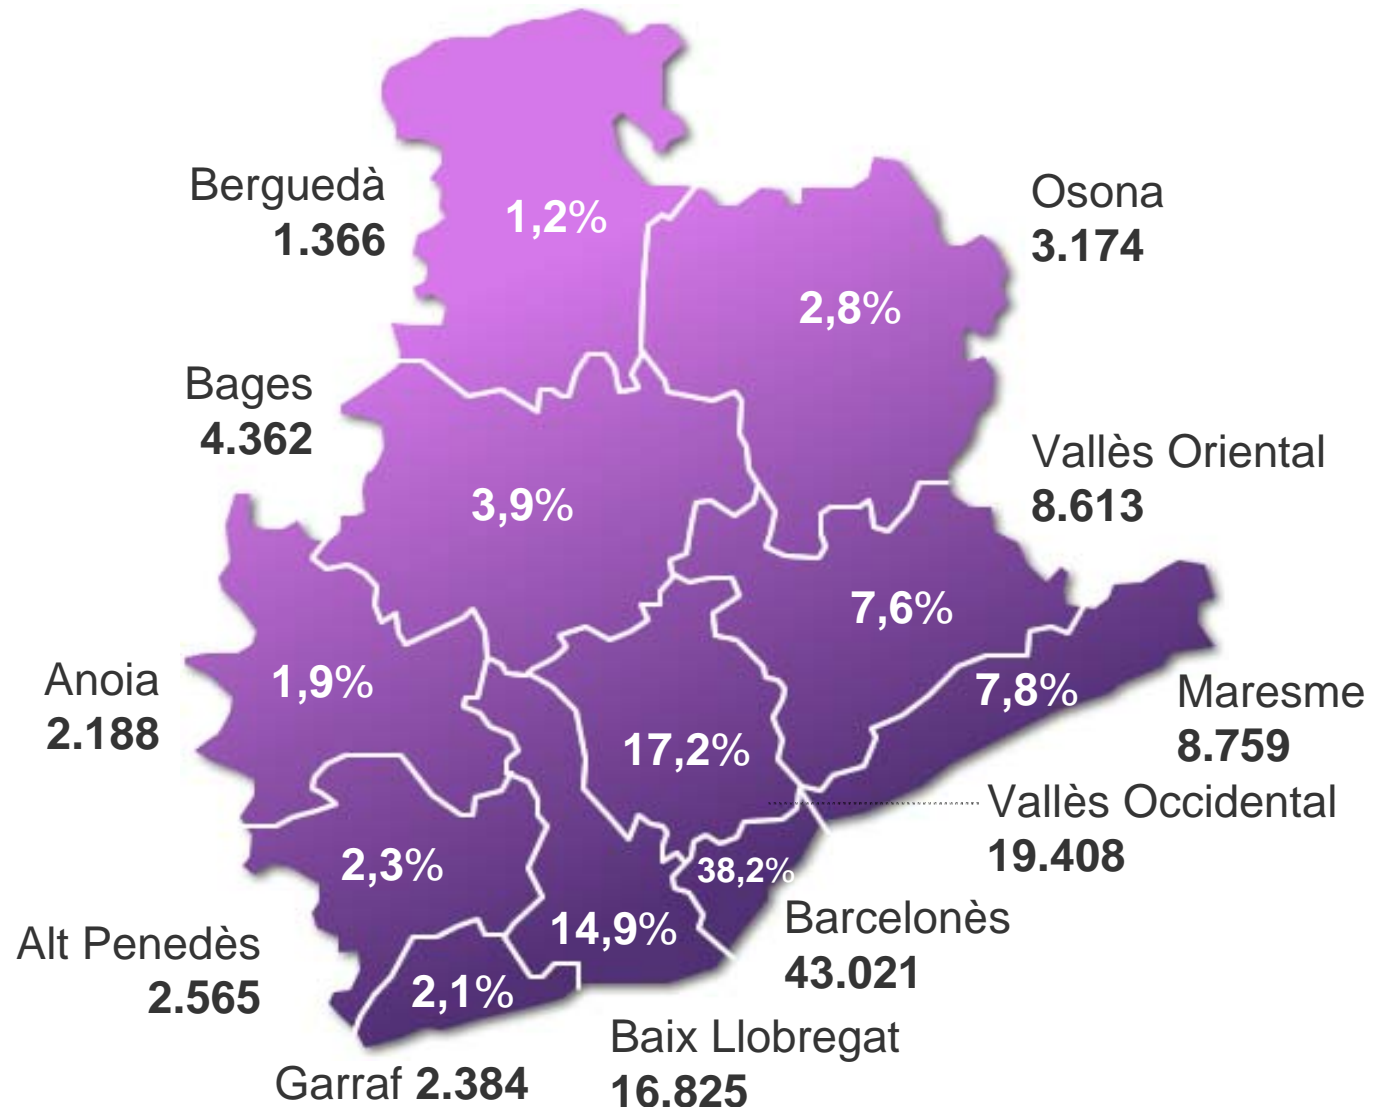 Berguedà
1.366
1,2%
Osona
3.174
2,8%
Bages
4.362
3,9%
Vallès Oriental
8.613
7,6%
Anoia
2.188
1,9%
7,8%
Maresme
8.759
17,2%
Vallès Occidental
19.408
2,3%
38,2%
Barcelonès
43.021
14,9%
Alt Penedès
2.565
2,1%
Baix Llobregat
16.825
Garraf 2.384